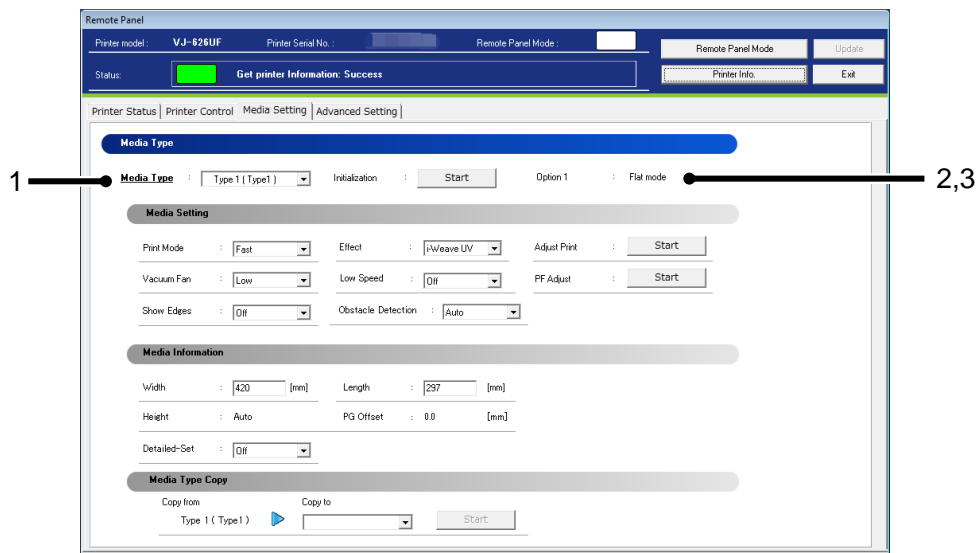 Remote Panel
Printer model : VJ-626UF Printer Serial No. : Remote Panel Mode : Remote Panel Mode Update
Status: Get printer Information: Success Printer Info. Exit
Printer Status Printer Control Media Setting Advanced Setting
Media Type
1 Media Type : Type 1 ( Type1 ) Initialization : Start Option 1 : Flat mode 2,3
Media Setting
Print Mode : Fast Effect : i-Weave UV Adjust Print : Start
Vacuum Fan : Low Low Speed : Off PF Adjust : Start
Show Edges : Off Obstacle Detection : Auto
Media Information
Width : 420 [mm] Length : 297 [mm]
Height : Auto PG Offset : 0.0 [mm]
Detailed-Set : Off
Media Type Copy
Copy from Copy to
Type 1 ( Type1 ) Start